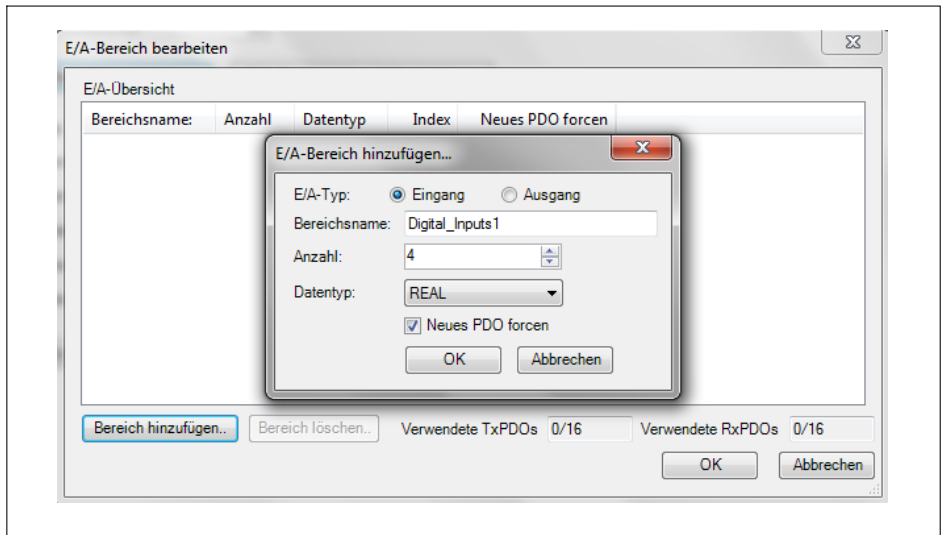 E/A-Bereich bearbeiten
E/A-Übersicht
Bereichsname: Anzahl Datentyp Index Neues PDO forcen
E/A-Bereich hinzufügen...
E/A-Typ: Eingang Ausgang
Bereichsname: Digital_Inputs1
Anzahl: 4
Datentyp: REAL
Neues PDO forcen
OK Abbrechen
Bereich hinzufügen.. Bereich löschen.. Verwendete TxPDOs 0/16 Verwendete RxPDOs 0/16
OK Abbrechen